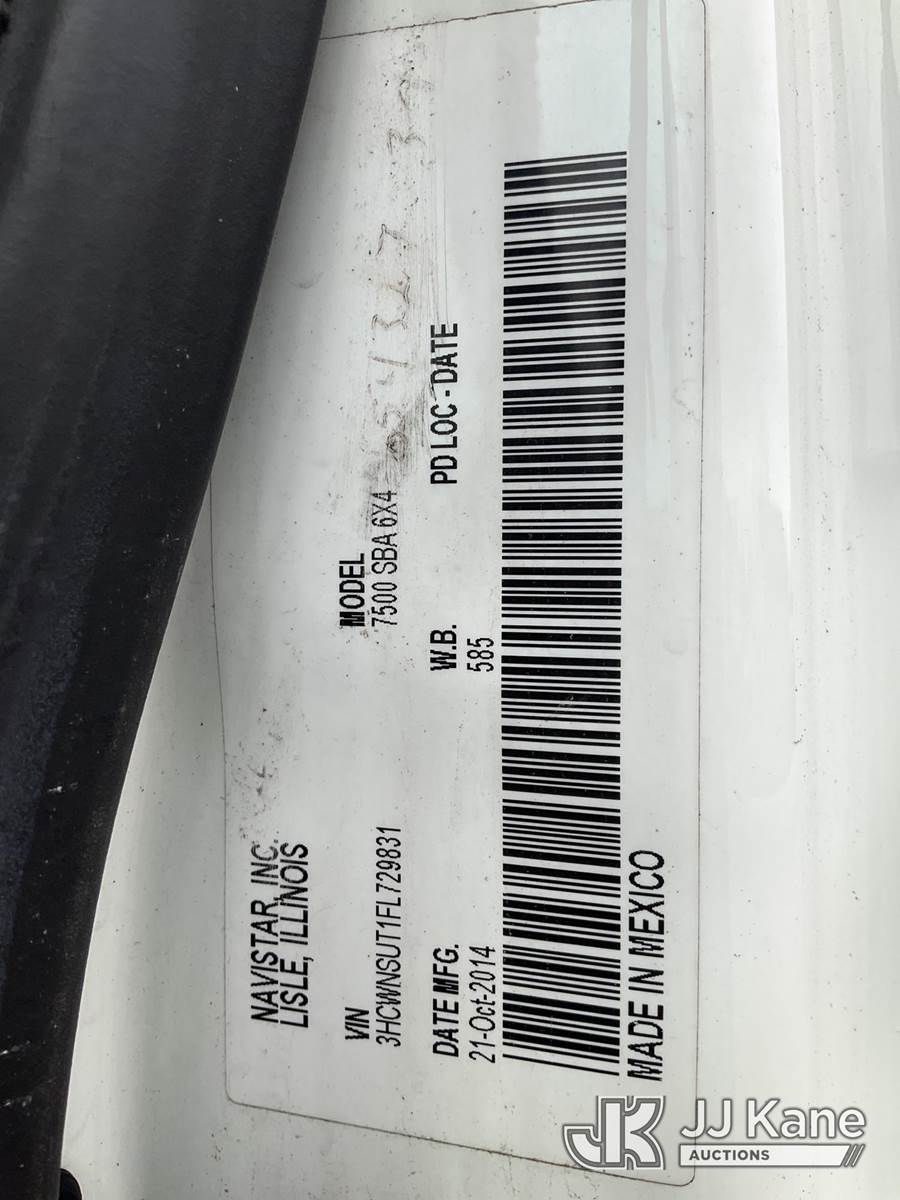 NAVISTAR, INC.
LISLE, ILLINOIS
VIN
3HCWNSUT1FL729831
MODEL
7500 SBA 6X4
DATE MFG.
21-Oct-2014
W.B.
585
PD LOC - DATE
MADE IN MEXICO
JK JJ Kane
AUCTIONS